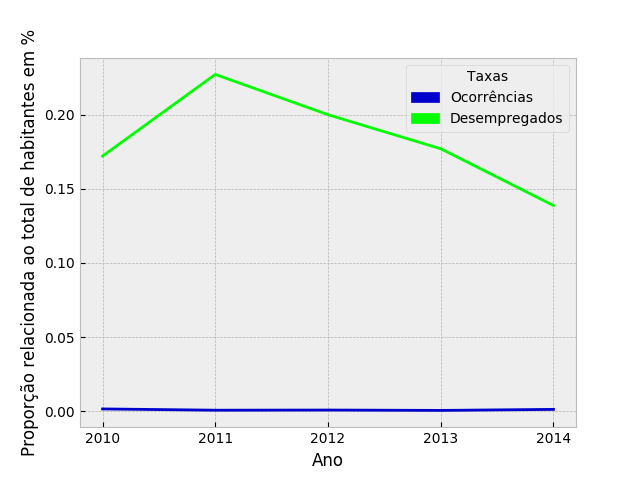 Proporção relacionada ao total de habitantes em %
Taxas
Ocorrências
Desempregados
0.20
0.15
0.10
0.05
0.00
2010 2011 2012 2013 2014
Ano